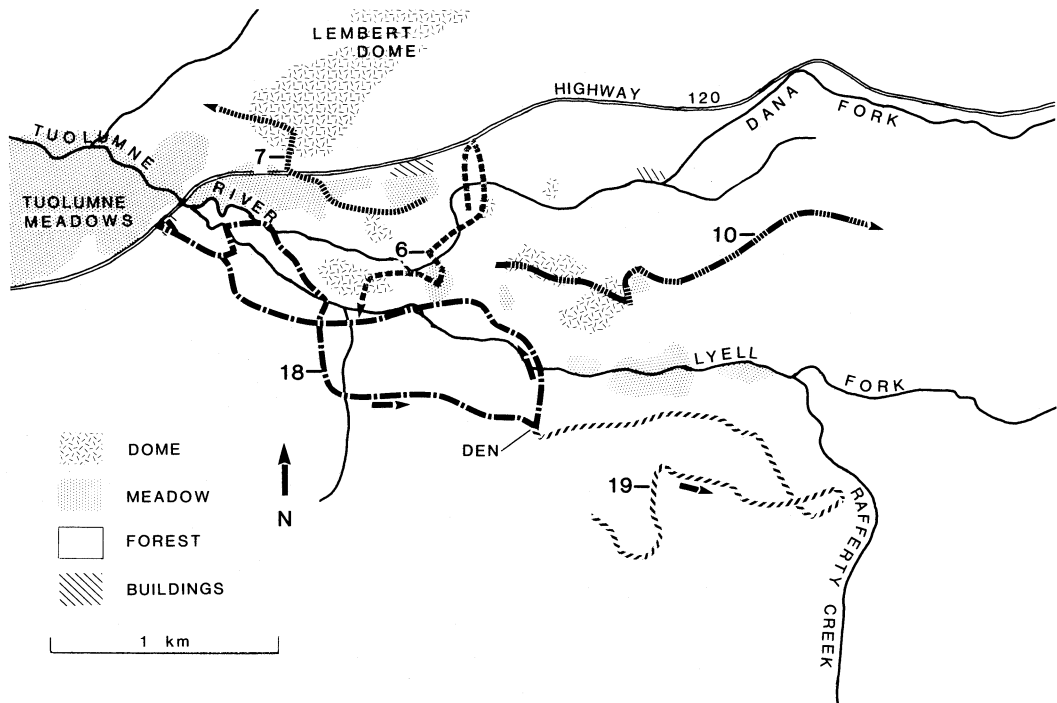 LEMBERT
DOME
HIGHWAY 120
DANA
FORK
TUOLUMNE
7
TUOLUMNE
MEADOWS
RIVER
6
10
LYELL
FORK
18
DEN
DOME
19
MEADOW
N
RAFFERTY
FOREST
BUILDINGS
CREEK
1 km